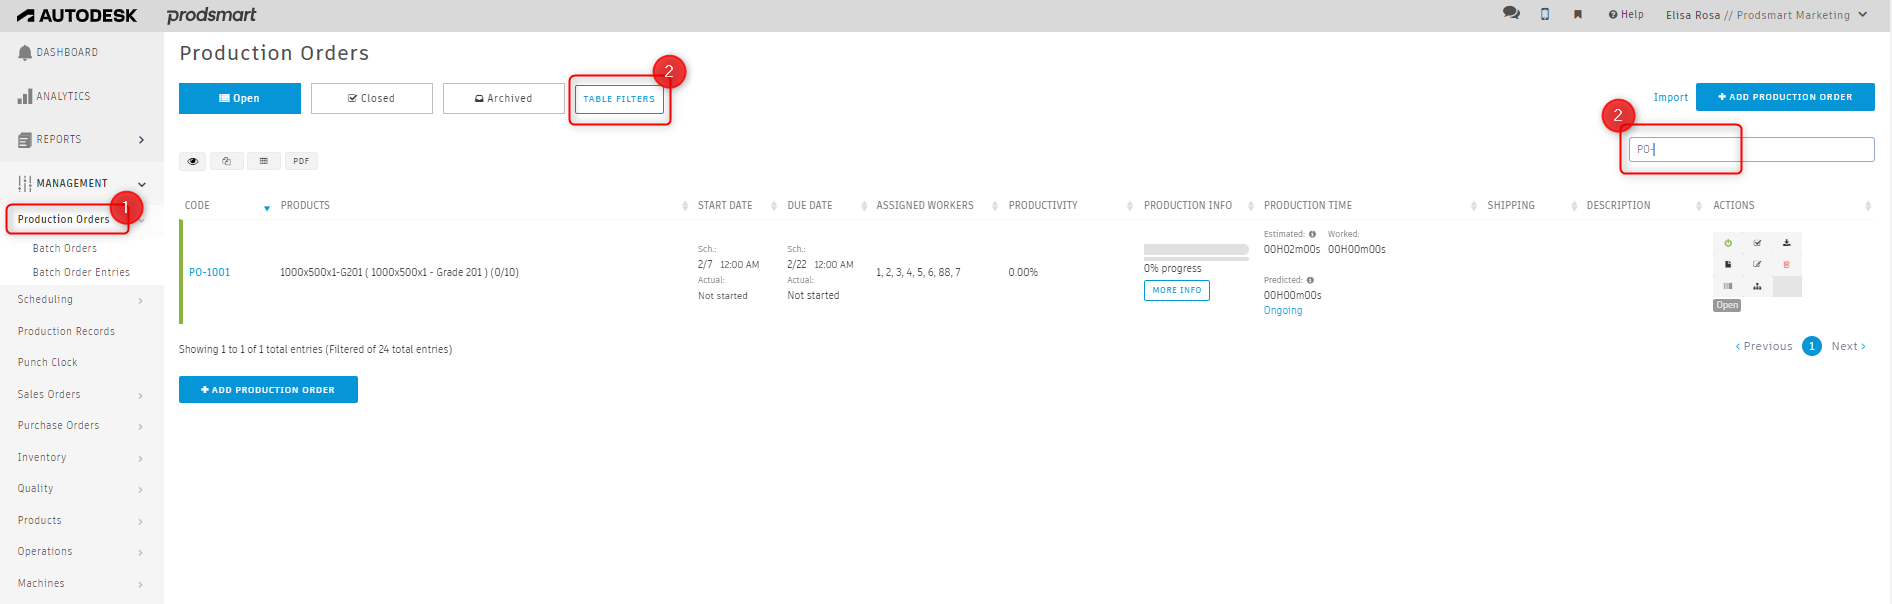 AUTODESK prodsmart
Help Elisa Rosa // Prodsmart Marketing
DASHBOARD
ANALYTICS
REPORTS
MANAGEMENT
1
Production Orders
Batch Orders
Batch Order Entries
Scheduling
Production Records
Punch Clock
Sales Orders
Purchase Orders
Inventory
Quality
Products
Operations
Machines
Production Orders
2
Open Closed Archived TABLE FILTERS
Import ADD PRODUCTION ORDER
2
PO-
PDF
CODE PRODUCTS START DATE DUE DATE ASSIGNED WORKERS PRODUCTIVITY PRODUCTION INFO PRODUCTION TIME SHIPPING DESCRIPTION ACTIONS
PO-1001
1000x500x1-G201 ( 1000x500x1 - Grade 201 ) (0/10)
Sch.:
2/7 12:00 AM
Actual:
Not started
Sch.:
2/22 12:00 AM
Actual:
Not started
1, 2, 3, 4, 5, 6, 88, 7
0.00%
0% progress
MORE INFO
Estimated: Worked:
00H02m00s 00H00m00s
Predicted:
00H00m00s
Ongoing
Open
Showing 1 to 1 of 1 total entries (Filtered of 24 total entries)
‹ Previous 1 Next ›
ADD PRODUCTION ORDER